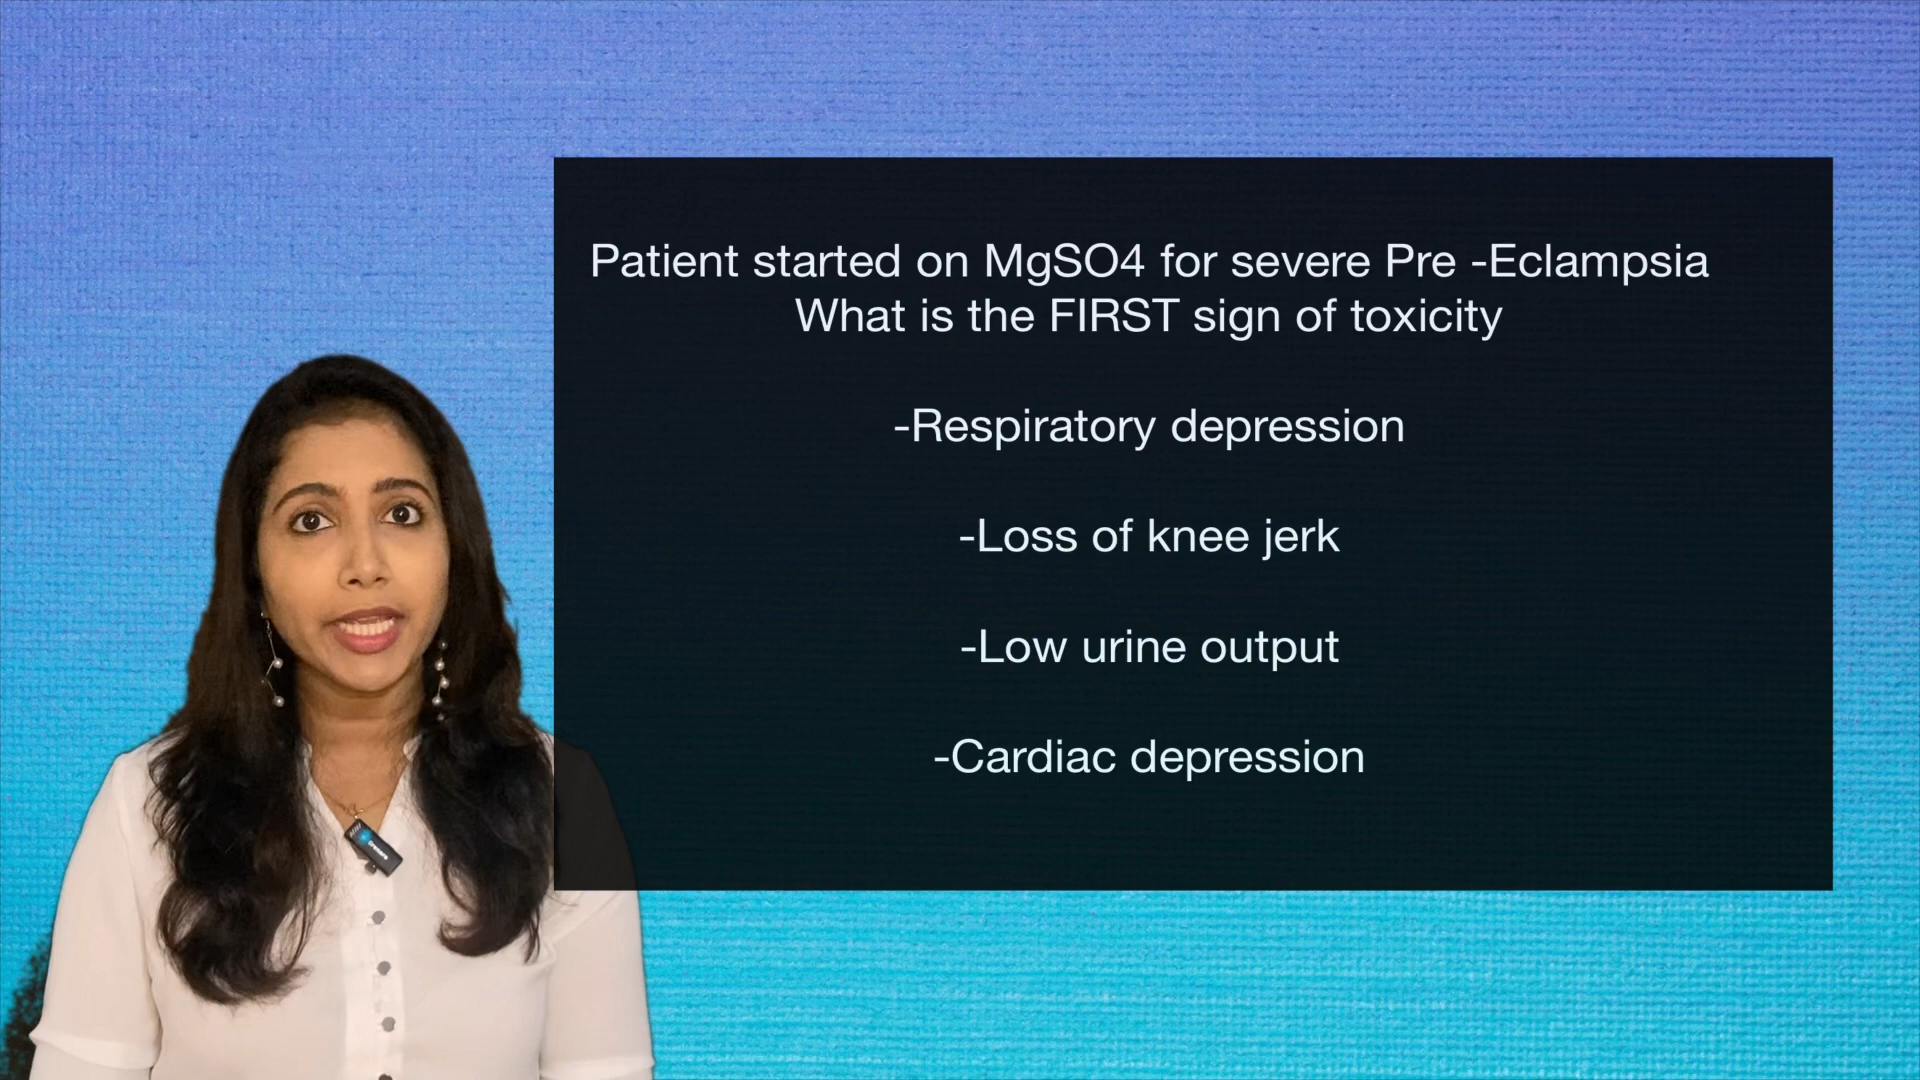 Patient started on MgSO4 for severe Pre -Eclampsia
What is the FIRST sign of toxicity
-Respiratory depression
-Loss of knee jerk
-Low urine output
-Cardiac depression